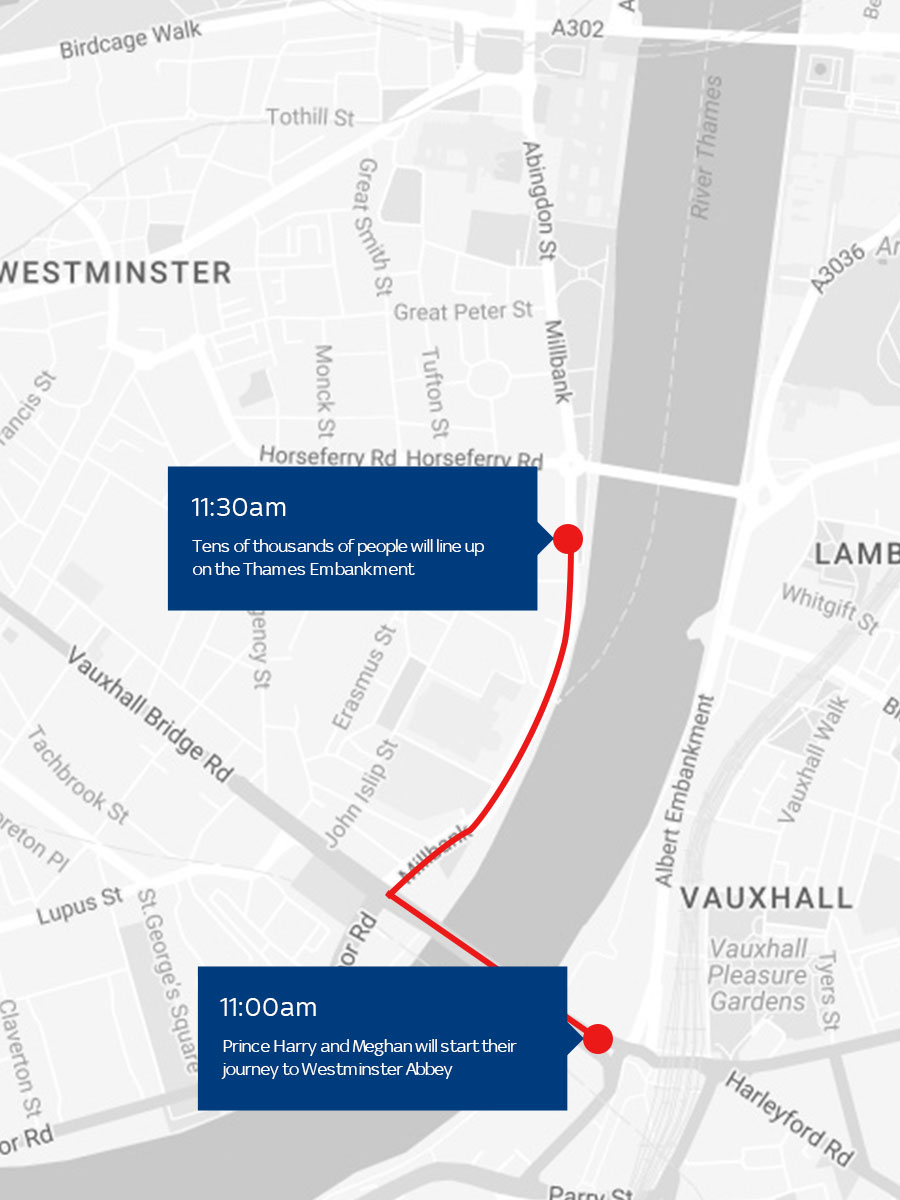 Birdcage Walk
A302
River Thames
Tothill St
Abingdon St
Great Smith St
WESTMINSTER
A3036
Great Peter St
Millbank
Monck St
Tufton St
rancis St
Horseferry Rd
Horseferry Rd
11:30am
Tens of thousands of people will line up
on the Thames Embankment
LAMB
Whitgift St
gency St
Erasmus St
Vauxhall Bridge Rd
Albert Embankment
Vauxhall Walk
Tachbrook St
John Islip St
Millbank
oreton Pl
Lupus St
St.George's Square
VAUXHALL
or Rd
Vauxhall
Pleasure
Gardens
Tyers St
11:00am
Prince Harry and Meghan will start their
journey to Westminster Abbey
Claverton St
or Rd
Harleyford Rd
Parry St